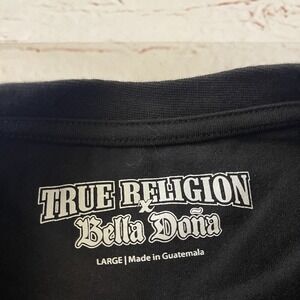 TRUE RELIGION
x
Bella Doña
LARGE | Made in Guatemala